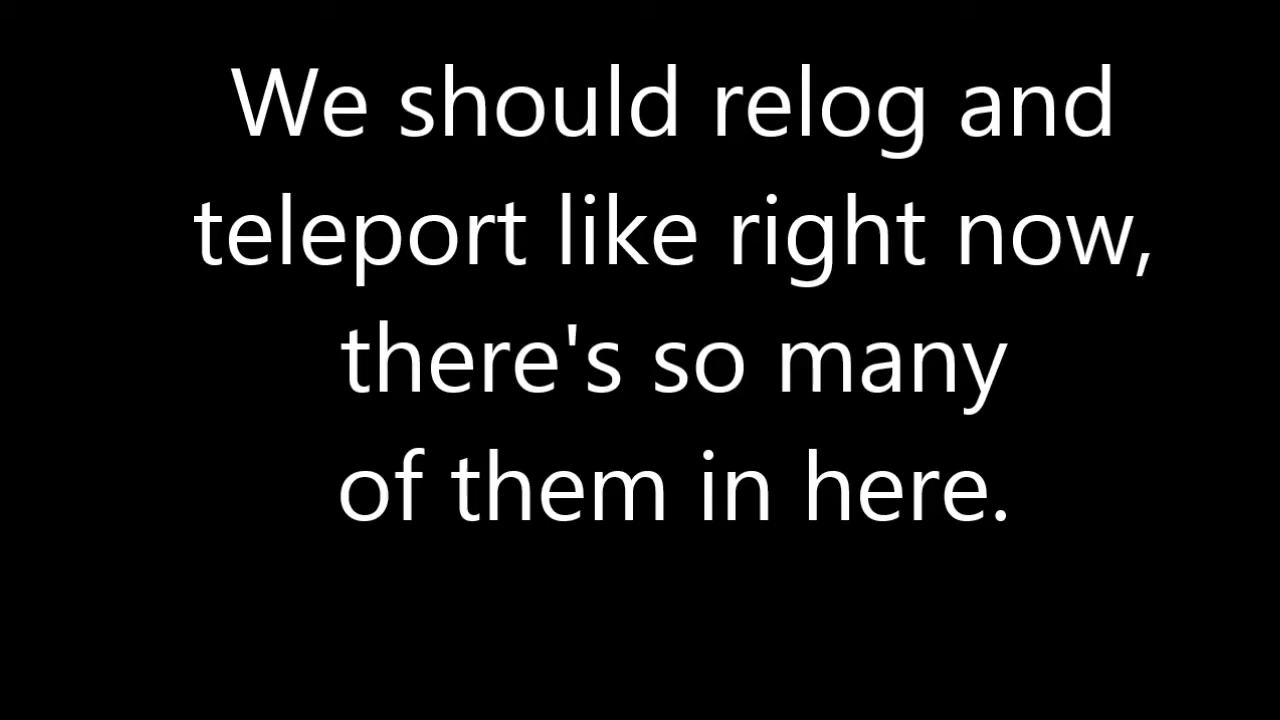 We should relog and
teleport like right now,
there's so many
of them in here.